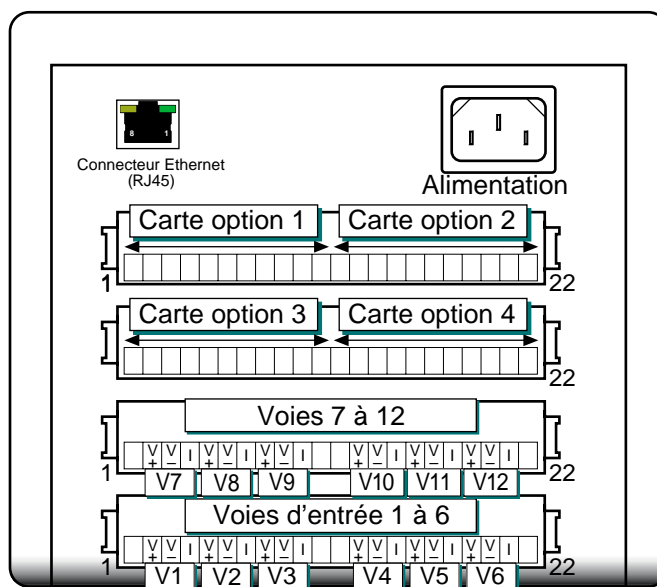 8 1
Connecteur Ethernet
(RJ45)
Alimentation
Carte option 1 Carte option 2
1 22
Carte option 3 Carte option 4
1 22
Voies 7 à 12
V+ V– I V+ V– I V+ V– I V+ V– I V+ V– I V+ V– I
1 22
V7 V8 V9 V10 V11 V12
Voies d'entrée 1 à 6
V+ V– I V+ V– I V+ V– I V+ V– I V+ V– I V+ V– I
1 22
V1 V2 V3 V4 V5 V6